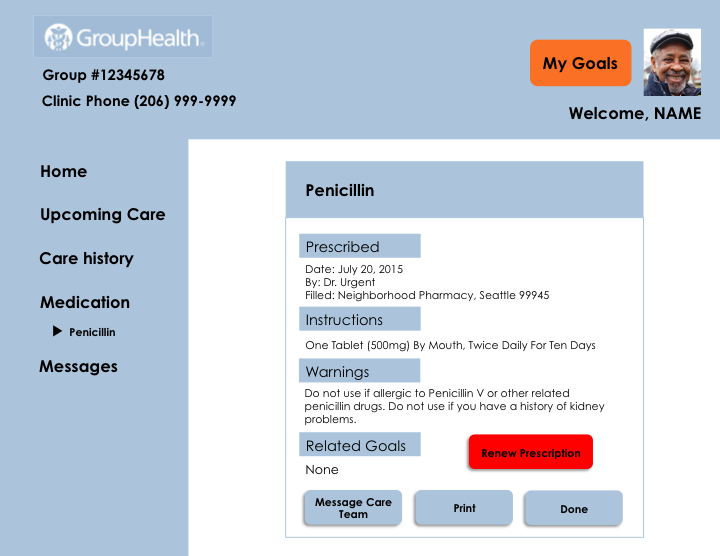 GroupHealth
Group #12345678
Clinic Phone (206) 999-9999
My Goals
Welcome, NAME
Home
Upcoming Care
Care history
Medication
Penicillin
Messages
Penicillin
Prescribed
Date: July 20, 2015
By: Dr. Urgent
Filled: Neighborhood Pharmacy, Seattle 99945
Instructions
One Tablet (500mg) By Mouth, Twice Daily For Ten Days
Warnings
Do not use if allergic to Penicillin V or other related
penicillin drugs. Do not use if you have a history of kidney
problems.
Related Goals
None
Renew Prescription
Message Care
Team
Print
Done